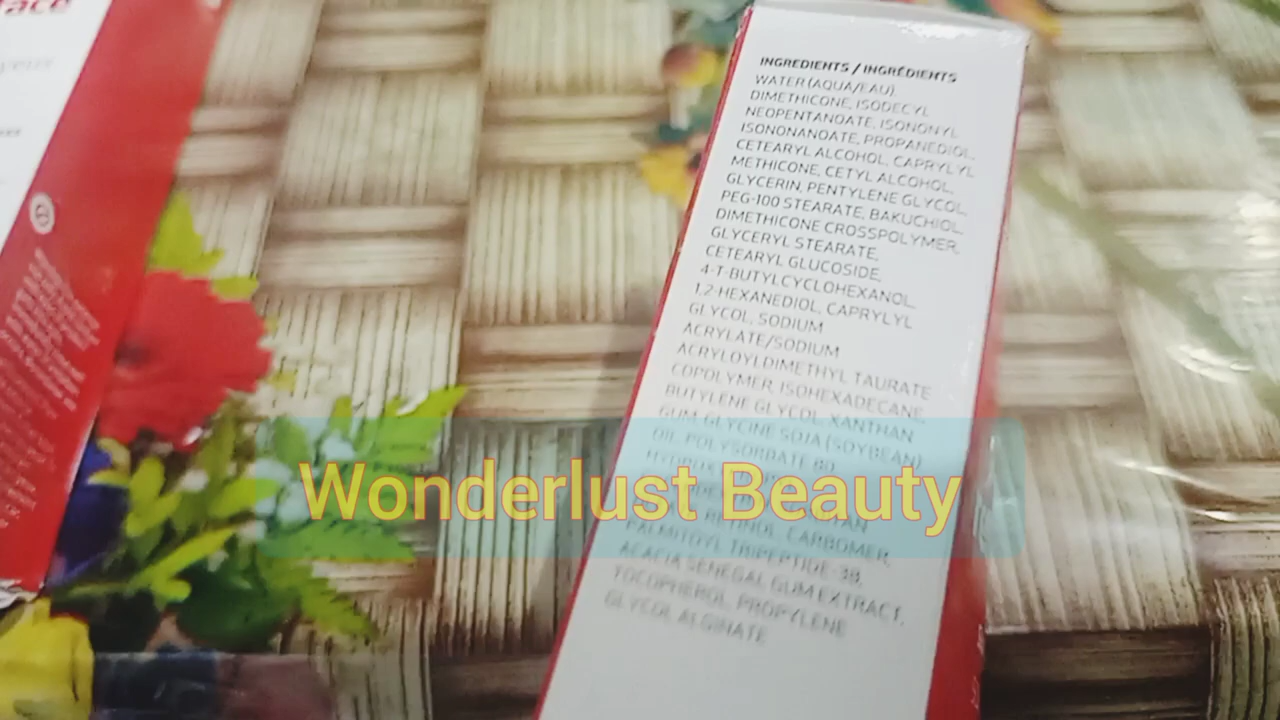 face
INGREDIENTS / INGRÉDIENTS
WATER (AQUA/EAU),
DIMETHICONE, ISODECYL
NEOPENTANOATE, ISONONYL
ISONONANOATE, PROPANEDIOL,
CETEARYL ALCOHOL, CAPRYLYL
METHICONE, CETYL ALCOHOL,
GLYCERIN, PENTYLENE GLYCOL,
PEG-100 STEARATE, BAKUCHIOL,
DIMETHICONE CROSSPOLYMER,
GLYCERYL STEARATE,
CETEARYL GLUCOSIDE,
4-T-BUTYLCYCLOHEXANOL,
1,2-HEXANEDIOL, CAPRYLYL
GLYCOL, SODIUM
ACRYLATE/SODIUM
ACRYLOYLDIMETHYL TAURATE
COPOLYMER, ISOHEXADECANE,
BUTYLENE GLYCOL, XANTHAN
GUM, GLYCINE SOJA (SOYBEAN)
OIL, POLYSORBATE 80,
Wonderlust Beauty
RETINOL, CARBOMER,
PALMITOYL TRIPEPTIDE-38,
ACACIA SENEGAL GUM EXTRACT,
TOCOPHEROL, PROPYLENE
GLYCOL ALGINATE